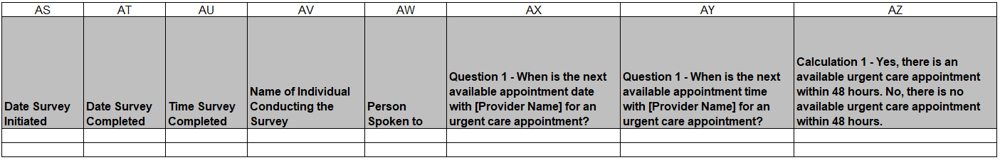 AS AT AU AV AW AX AY AZ
Date Survey
Initiated
Date Survey
Completed
Time Survey
Completed
Name of Individual
Conducting the
Survey
Person
Spoken to
Question 1 - When is the next
available appointment date
with [Provider Name] for an
urgent care appointment?
Question 1 - When is the next
available appointment time
with [Provider Name] for an
urgent care appointment?
Calculation 1 - Yes, there is an
available urgent care appointment
within 48 hours. No, there is no
available urgent care appointment
within 48 hours.